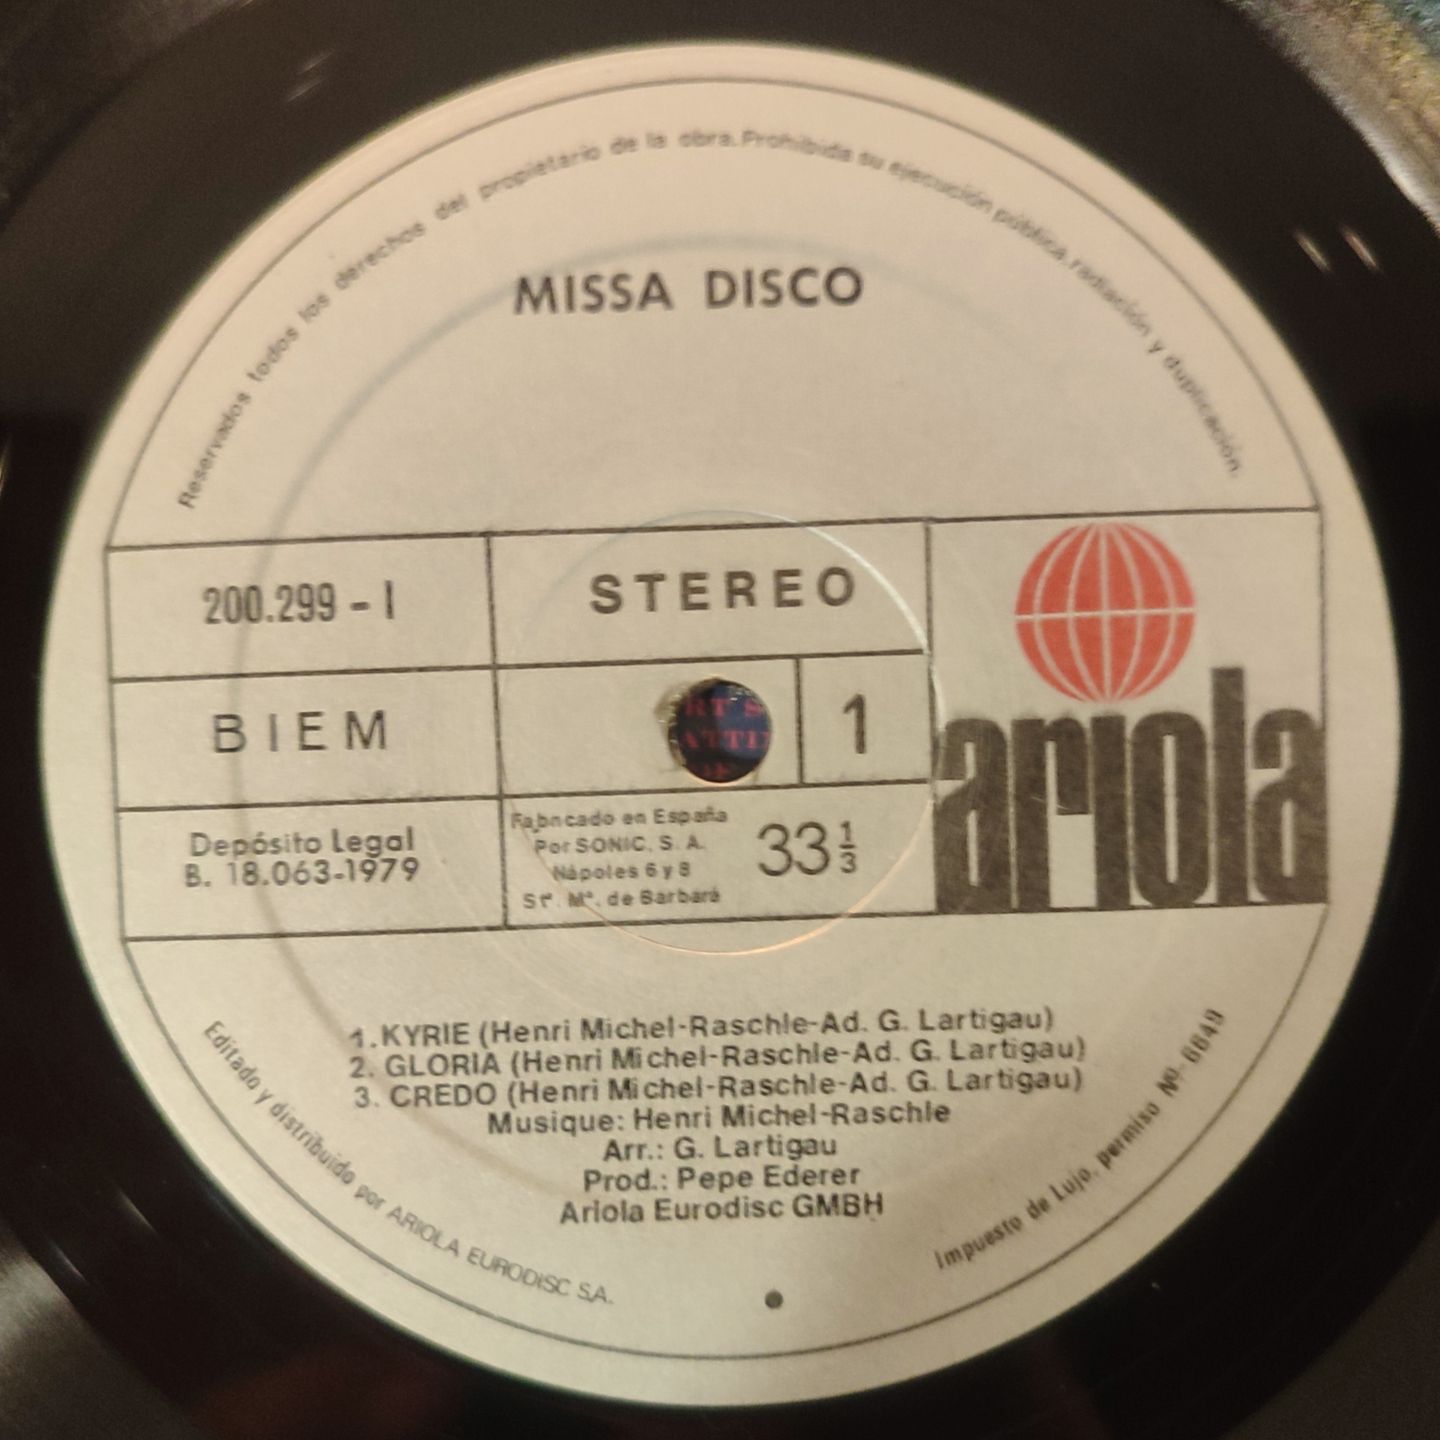 Reservados todos los derechos del propietario de la obra. Prohibida su ejecución pública, radiación y duplicación.
MISSA DISCO
200.299 - I
STEREO
BIEM
1
ariola
Depósito Legal
B. 18.063-1979
Fabricado en España
Por SONIC, S. A.
Nápoles 6 y 8
Stª. Mª. de Barbará
33 1/3
1. KYRIE (Henri Michel-Raschle-Ad. G. Lartigau)
2. GLORIA (Henri Michel-Raschle-Ad. G. Lartigau)
3. CREDO (Henri Michel-Raschle-Ad. G. Lartigau)
Musique: Henri Michel-Raschle
Arr.: G. Lartigau
Prod.: Pepe Ederer
Ariola Eurodisc GMBH
Editado y distribuido por ARIOLA EURODISC S.A.
Impuesto de Lujo, permiso Nº 6649